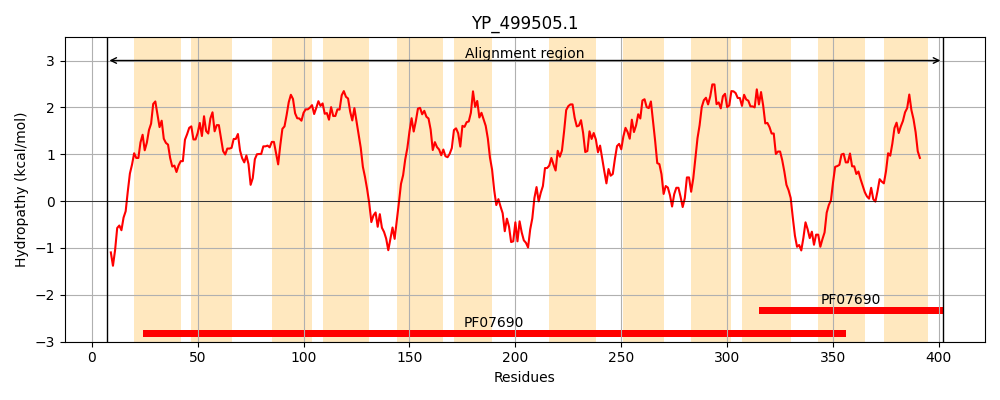 YP_499505.1
Alignment region
3
2
1
0
−1
−2
−3
Hydropathy (kcal/mol)
PF07690
PF07690
0
50
100
150
200
250
300
350
400
Residues